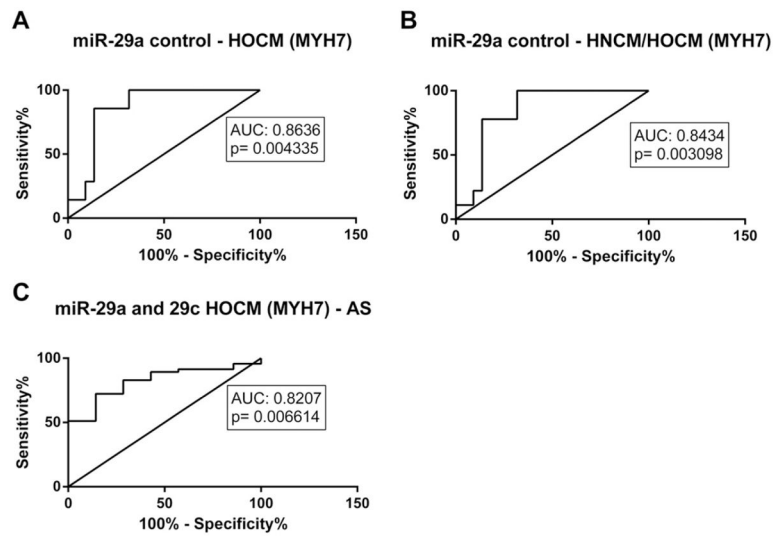 A
miR-29a control - HOCM (MYH7)
Sensitivity%
100
50
0
AUC: 0.8636
p= 0.004335
0
50
100
150
100% - Specificity%
B
miR-29a control - HNCM/HOCM (MYH7)
Sensitivity%
100
50
0
AUC: 0.8434
p= 0.003098
0
50
100
150
100% - Specificity%
C
miR-29a and 29c HOCM (MYH7) - AS
Sensitivity%
100
50
0
AUC: 0.8207
p= 0.006614
0
50
100
150
100% - Specificity%